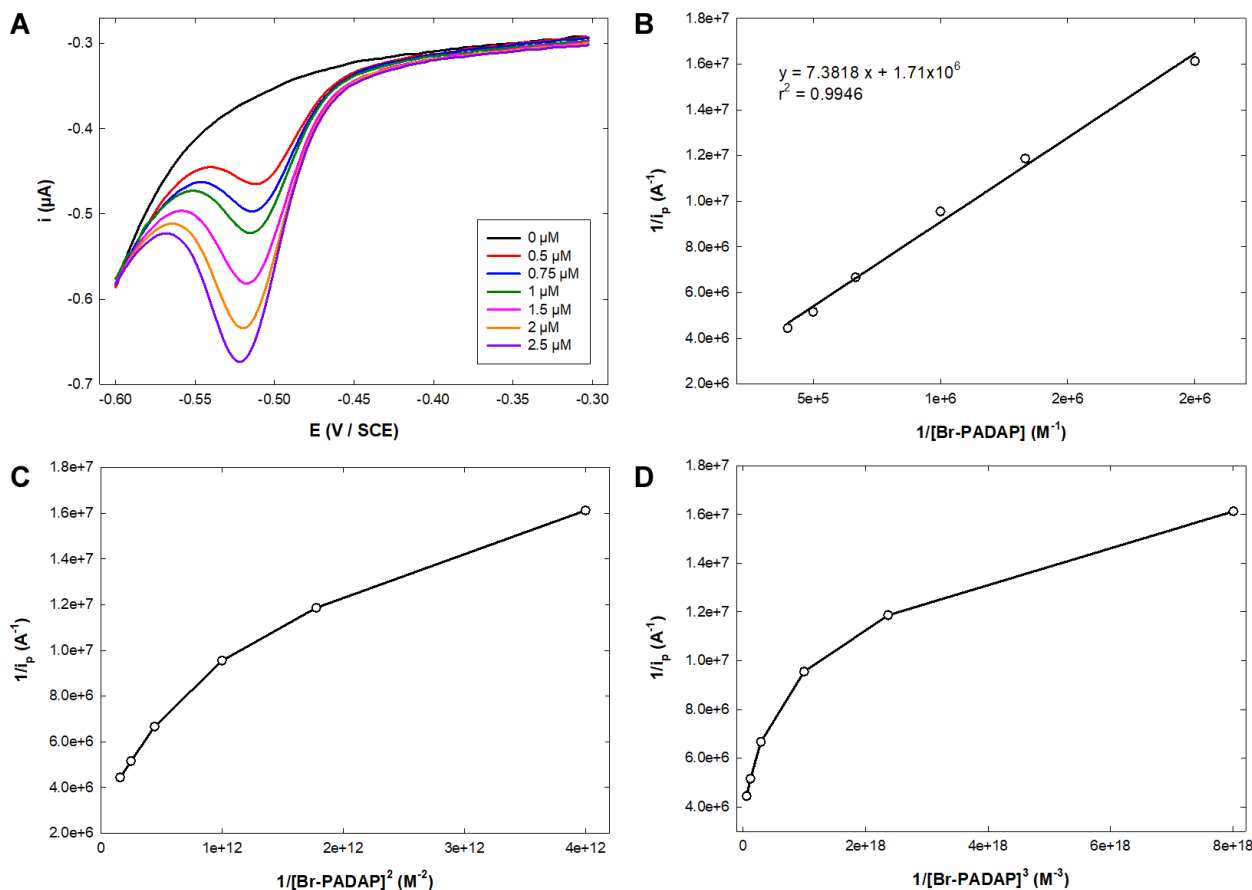 A
-0.3
-0.4
-0.5
-0.6
-0.7
i (µA)
0 µM
0.5 µM
0.75 µM
1 µM
1.5 µM
2 µM
2.5 µM
-0.60
-0.55
-0.50
-0.45
-0.40
-0.35
-0.30
E (V / SCE)
B
1.8e+7
1.6e+7
1.4e+7
1.2e+7
1.0e+7
8.0e+6
6.0e+6
4.0e+6
2.0e+6
1/iₚ (A⁻¹)
y = 7.3818 x + 1.71x10⁶
r² = 0.9946
5e+5
1e+6
2e+6
2e+6
1/[Br-PADAP] (M⁻¹)
C
1.8e+7
1.6e+7
1.4e+7
1.2e+7
1.0e+7
8.0e+6
6.0e+6
4.0e+6
2.0e+6
1/iₚ (A⁻¹)
0
1e+12
2e+12
3e+12
4e+12
1/[Br-PADAP]² (M⁻²)
D
1.8e+7
1.6e+7
1.4e+7
1.2e+7
1.0e+7
8.0e+6
6.0e+6
4.0e+6
1/iₚ (A⁻¹)
0
2e+18
4e+18
6e+18
8e+18
1/[Br-PADAP]³ (M⁻³)